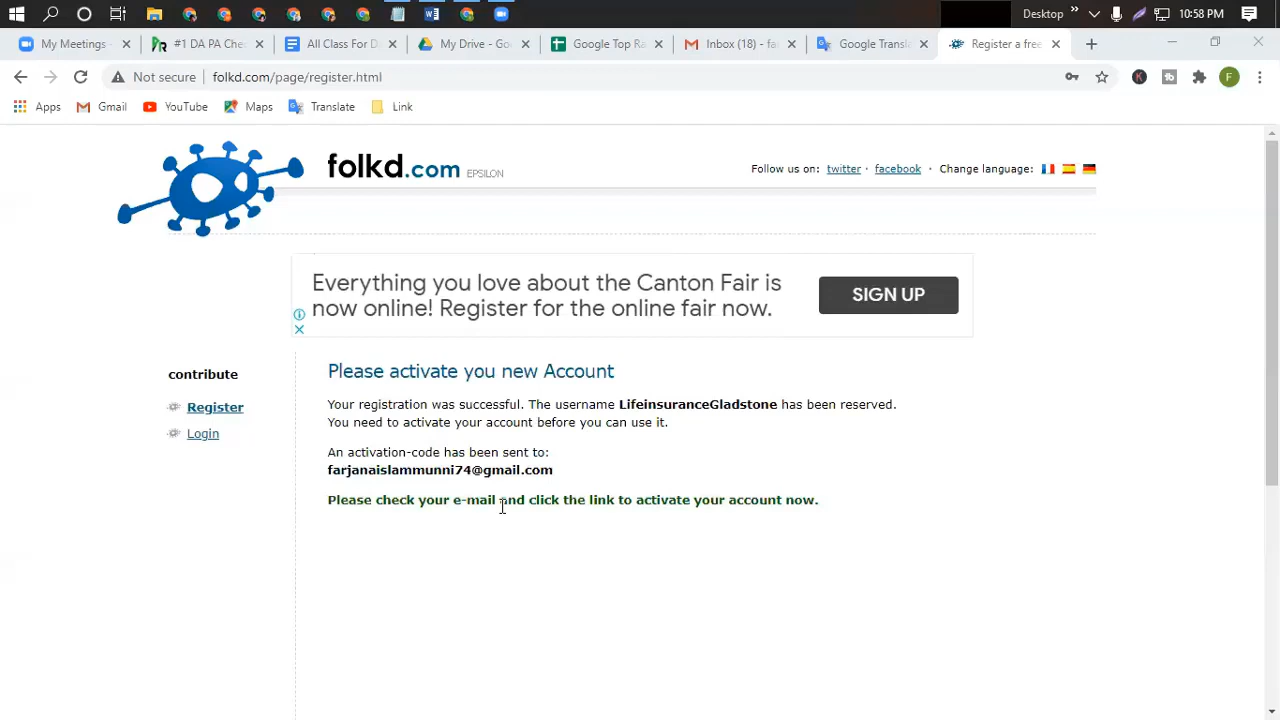 Desktop
10:58 PM
My Meetings -
#1 DA PA Che
All Class For D
My Drive - Go
Google Top Ra
Inbox (18) - fa
Google Transl
Register a free
Not secure
folkd.com/page/register.html
F
Apps
Gmail
YouTube
Maps
Translate
Link
folkd.com EPSILON
Follow us on: twitter · facebook · Change language:
Everything you love about the Canton Fair is
now online! Register for the online fair now.
SIGN UP
contribute
Register
Login
Please activate you new Account
Your registration was successful. The username LifeinsuranceGladstone has been reserved.
You need to activate your account before you can use it.
An activation-code has been sent to:
farjanaislammunni74@gmail.com
Please check your e-mail and click the link to activate your account now.